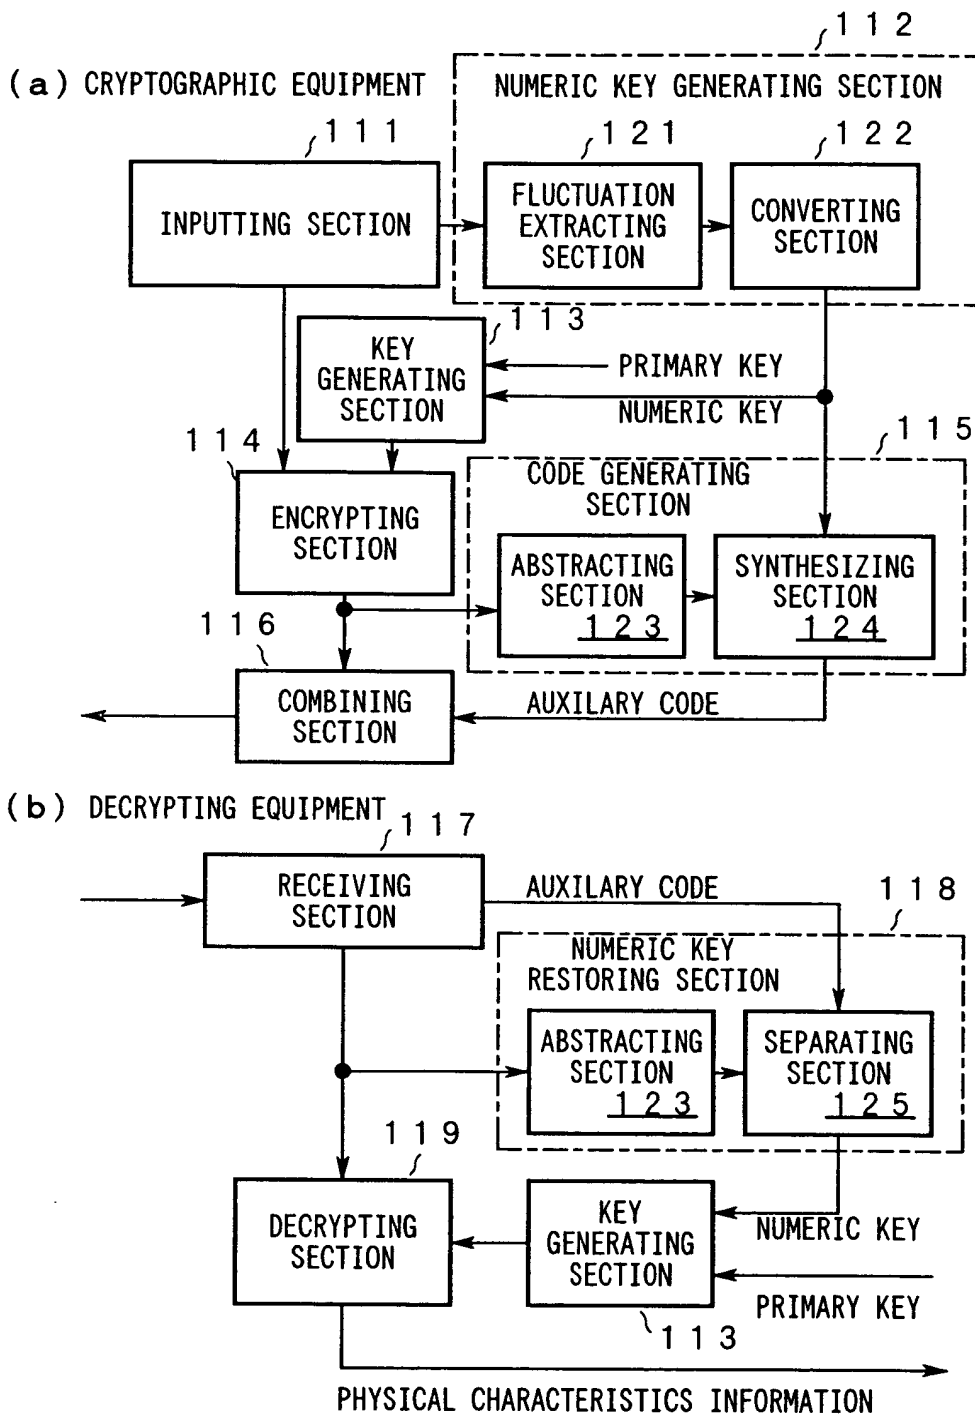 112
(a) CRYPTOGRAPHIC EQUIPMENT
NUMERIC KEY GENERATING SECTION
111
121
122
INPUTTING SECTION
FLUCTUATION
EXTRACTING
SECTION
CONVERTING
SECTION
113
KEY
GENERATING
SECTION
PRIMARY KEY
NUMERIC KEY
114
115
CODE GENERATING
SECTION
ENCRYPTING
SECTION
ABSTRACTING
SECTION
123
SYNTHESIZING
SECTION
124
116
COMBINING
SECTION
AUXILARY CODE
(b) DECRYPTING EQUIPMENT
117
RECEIVING
SECTION
AUXILARY CODE
118
NUMERIC KEY
RESTORING SECTION
ABSTRACTING
SECTION
123
SEPARATING
SECTION
125
119
DECRYPTING
SECTION
KEY
GENERATING
SECTION
NUMERIC KEY
PRIMARY KEY
113
PHYSICAL CHARACTERISTICS INFORMATION